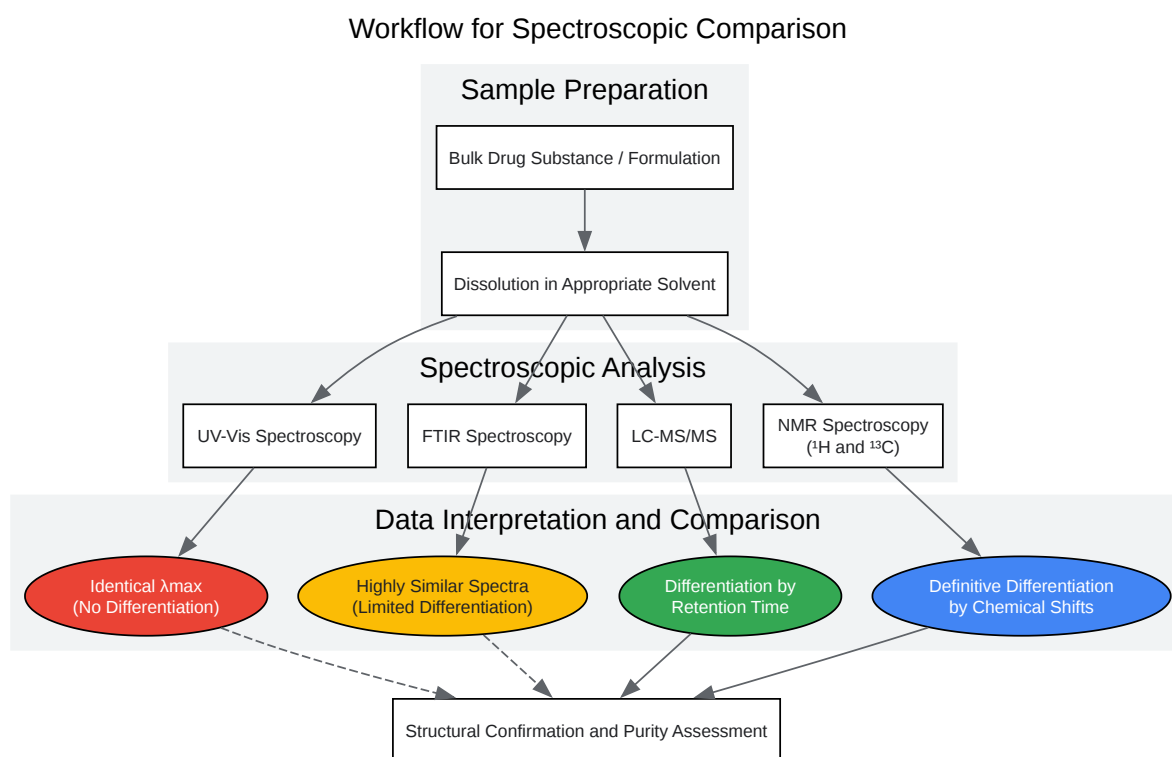 Workflow for Spectroscopic Comparison
Sample Preparation
Bulk Drug Substance / Formulation
Dissolution in Appropriate Solvent
Spectroscopic Analysis
UV-Vis Spectroscopy
FTIR Spectroscopy
LC-MS/MS
NMR Spectroscopy
(¹H and ¹³C)
Data Interpretation and Comparison
Identical λmax
(No Differentiation)
Highly Similar Spectra
(Limited Differentiation)
Differentiation by
Retention Time
Definitive Differentiation
by Chemical Shifts
Structural Confirmation and Purity Assessment